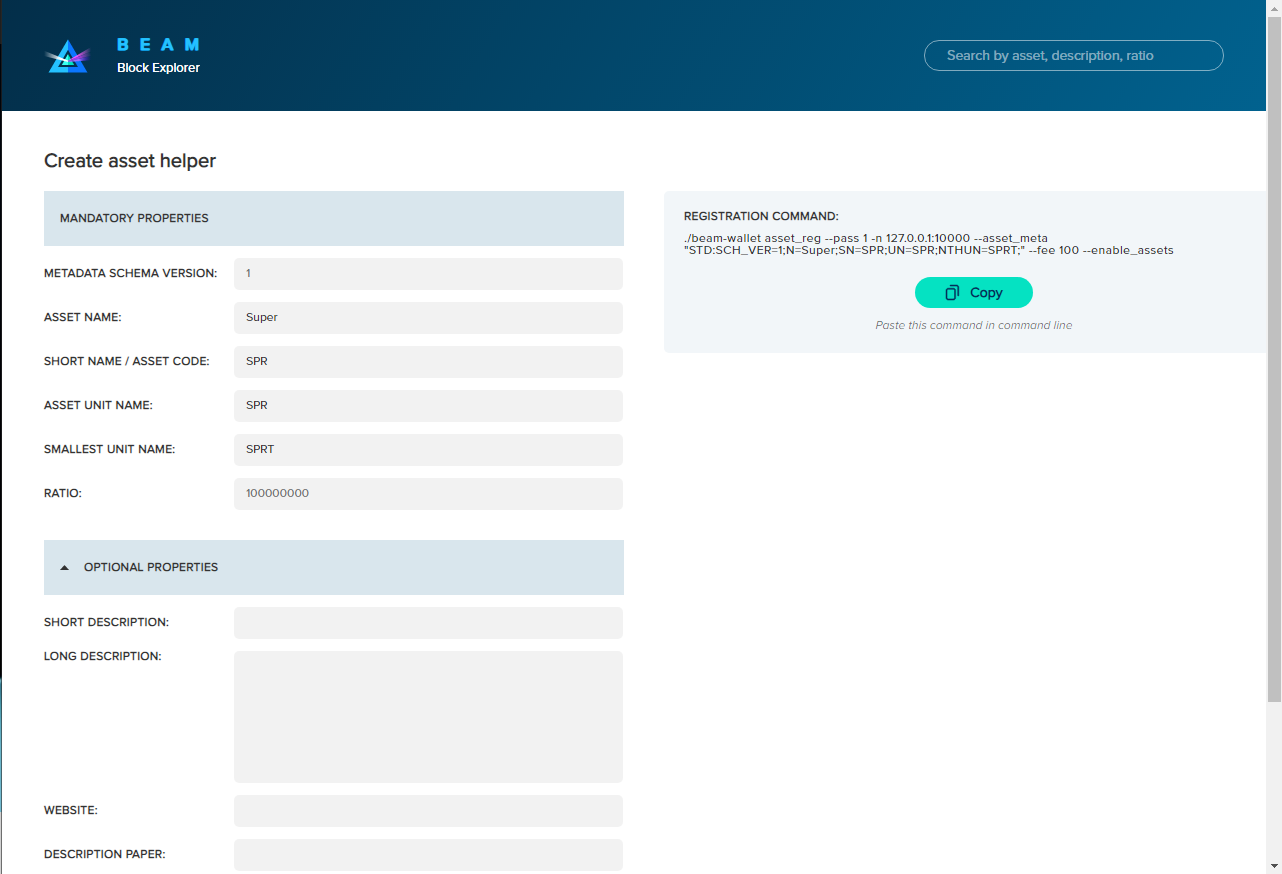 BEAM
Block Explorer
Search by asset, description, ratio
Create asset helper
MANDATORY PROPERTIES
METADATA SCHEMA VERSION:
1
ASSET NAME:
Super
SHORT NAME / ASSET CODE:
SPR
ASSET UNIT NAME:
SPR
SMALLEST UNIT NAME:
SPRT
RATIO:
100000000
OPTIONAL PROPERTIES
SHORT DESCRIPTION:
LONG DESCRIPTION:
WEBSITE:
DESCRIPTION PAPER:
REGISTRATION COMMAND:
./beam-wallet asset_reg --pass 1 -n 127.0.0.1:10000 --asset_meta
"STD:SCH_VER=1;N=Super;SN=SPR;UN=SPR;NTHUN=SPRT;" --fee 100 --enable_assets
Copy
Paste this command in command line